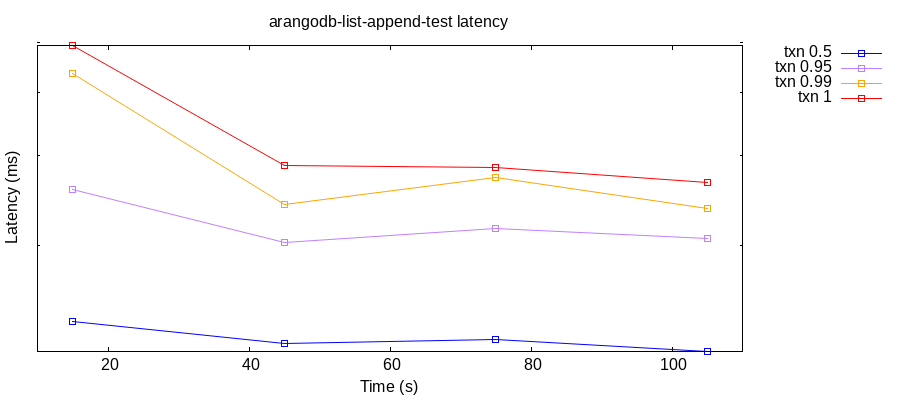 arangodb-list-append-test latency
txn 0.5
txn 0.95
txn 0.99
txn 1
Latency (ms)
20 40 60 80 100
Time (s)